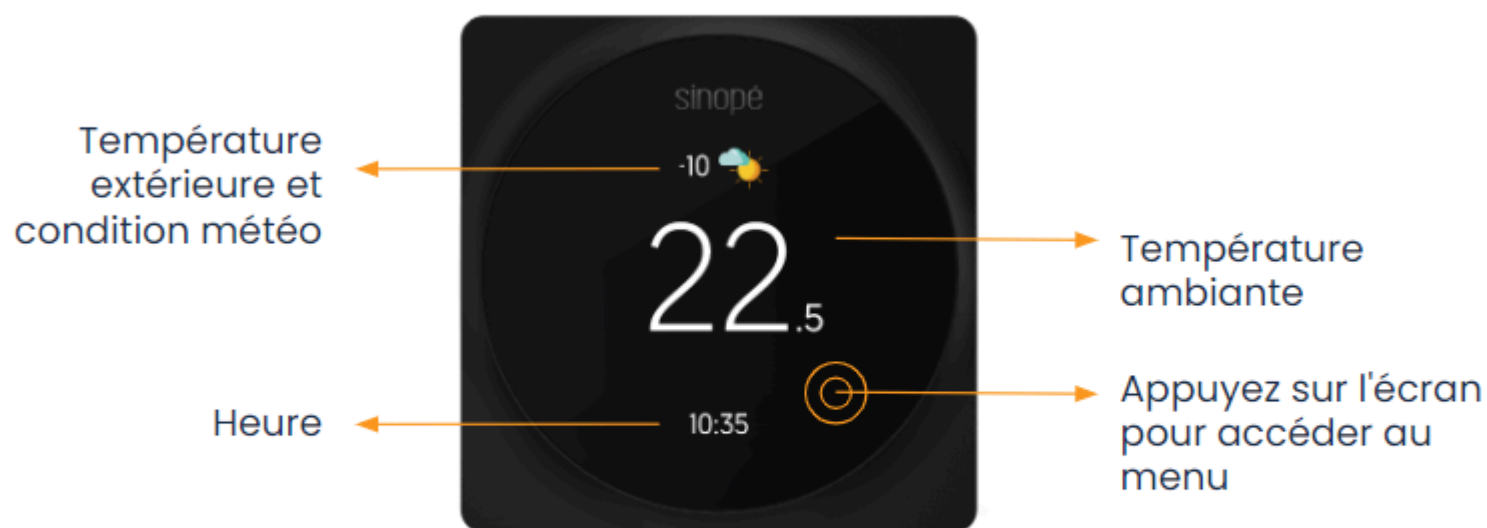 sinopé
Température
extérieure et
condition météo
-10
22.5
Température
ambiante
Appuyez sur l'écran
pour accéder au
menu
Heure
10:35